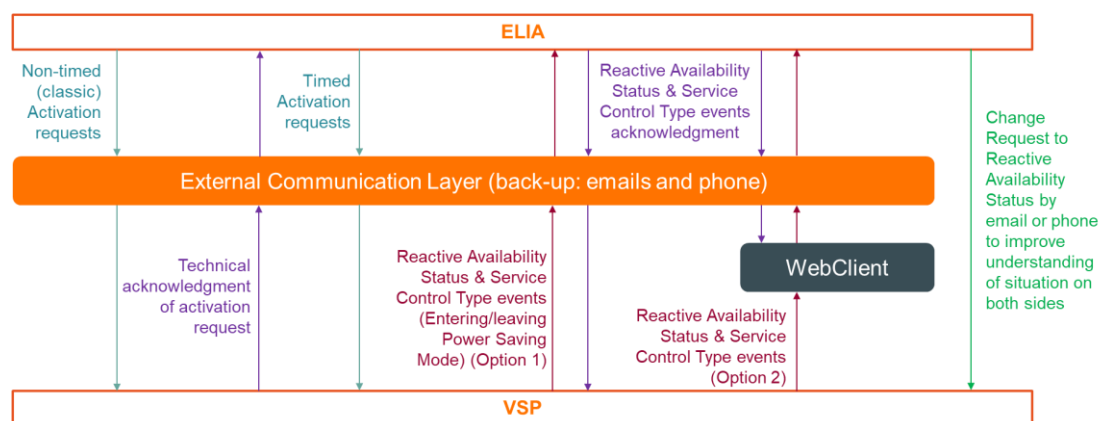 ELIA
Non-timed
(classic)
Activation
requests
Timed
Activation
requests
Reactive Availability
Status & Service
Control Type events
acknowledgment
Change
Request to
Reactive
Availability
Status by
email or phone
to improve
understanding
of situation on
both sides
External Communication Layer (back-up: emails and phone)
Technical
acknowledgment
of activation
request
Reactive Availability
Status & Service
Control Type events
(Entering/leaving
Power Saving
Mode) (Option 1)
WebClient
Reactive Availability
Status & Service
Control Type events
(Option 2)
VSP